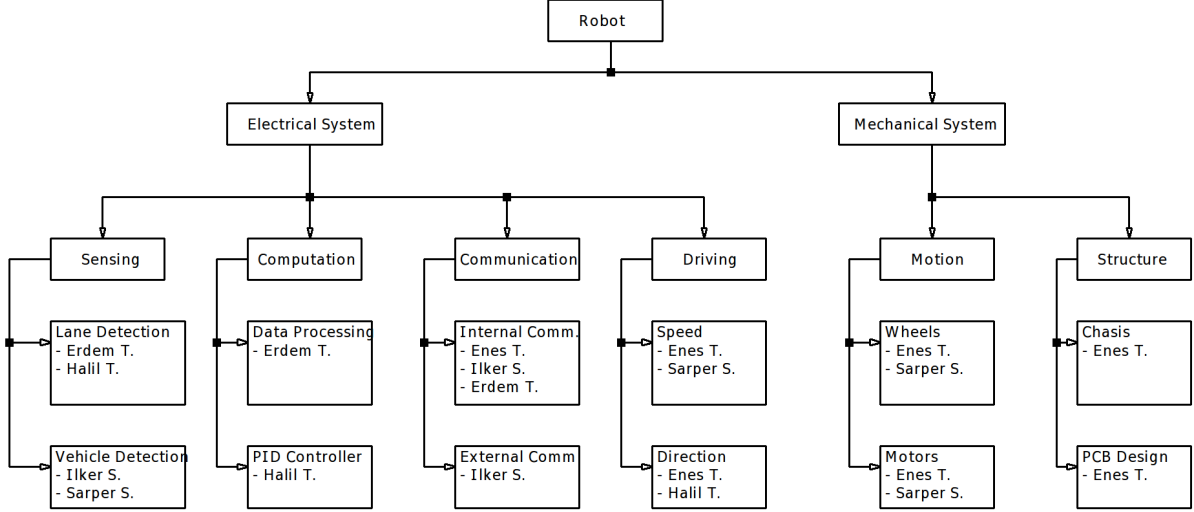 Robot
Electrical System
Mechanical System
Sensing
Computation
Communication
Driving
Motion
Structure
Lane Detection
- Erdem T.
- Halil T.
Data Processing
- Erdem T.
Internal Comm.
- Enes T.
- Ilker S.
- Erdem T.
Speed
- Enes T.
- Sarper S.
Wheels
- Enes T.
- Sarper S.
Chasis
- Enes T.
Vehicle Detection
- Ilker S.
- Sarper S.
PID Controller
- Halil T.
External Comm
- Ilker S.
Direction
- Enes T.
- Halil T.
Motors
- Enes T.
- Sarper S.
PCB Design
- Enes T.